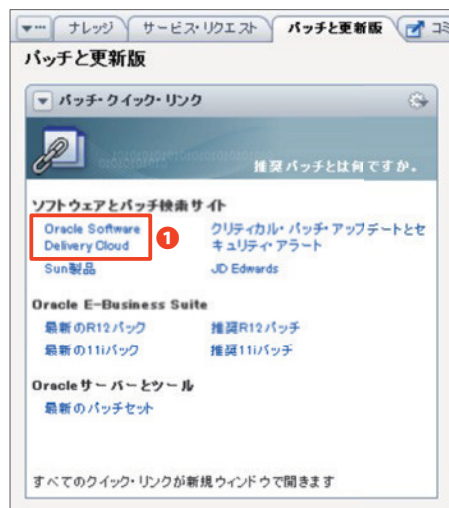 ナレッジ サービス・リクエスト パッチと更新版 コミ
パッチと更新版
パッチ・クイック・リンク
推奨パッチとは何ですか。
ソフトウェアとパッチ検索サイト
Oracle Software クリティカル・パッチ・アップデートとセ
Delivery Cloud 1 キュリティ・アラート
Sun製品 JD Edwards
Oracle E-Business Suite
最新のR12パック 推奨R12パッチ
最新の11iパック 推奨11iパッチ
Oracleサーバーとツール
最新のパッチセット
すべてのクイック・リンクが新規ウィンドウで開きます